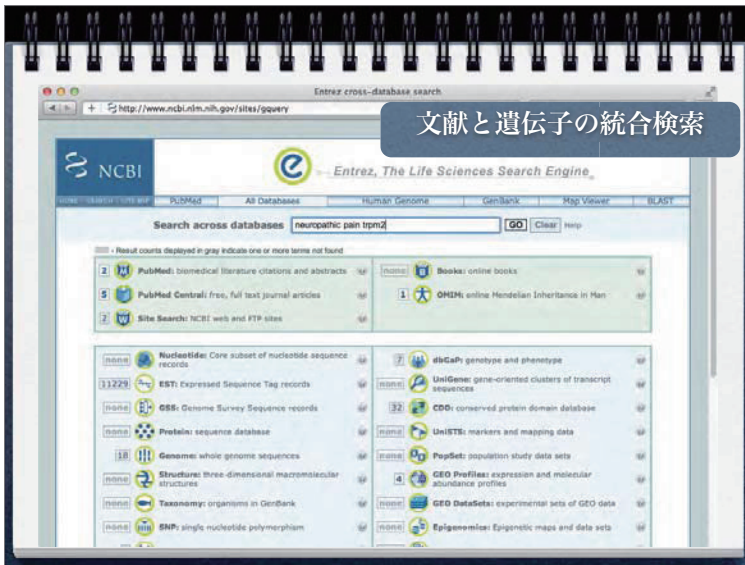 Entrez cross-database search
http://www.ncbi.nlm.nih.gov/sites/gquery
文献と遺伝子の統合検索
NCBI
Entrez, The Life Sciences Search Engine
HOME SEARCH SITE MAP PubMed All Databases Human Genome GenBank Map Viewer BLAST
Search across databases neuropathic pain trpm2 GO Clear Help
- Result counts displayed in gray indicate one or more terms not found
2 PubMed: biomedical literature citations and abstracts
none Books: online books
5 PubMed Central: free, full text journal articles
1 OMIM: online Mendelian Inheritance in Man
2 Site Search: NCBI web and FTP sites
none Nucleotide: Core subset of nucleotide sequence
records
7 dbGaP: genotype and phenotype
11229 EST: Expressed Sequence Tag records
none UniGene: gene-oriented clusters of transcript
sequences
none GSS: Genome Survey Sequence records
32 CDD: conserved protein domain database
none Protein: sequence database
none UniSTS: markers and mapping data
18 Genome: whole genome sequences
none PopSet: population study data sets
none Structure: three-dimensional macromolecular
structures
4 GEO Profiles: expression and molecular
abundance profiles
none Taxonomy: organisms in GenBank
none GEO DataSets: experimental sets of GEO data
none SNP: single nucleotide polymorphism
none Epigenomics: Epigenetic maps and data sets